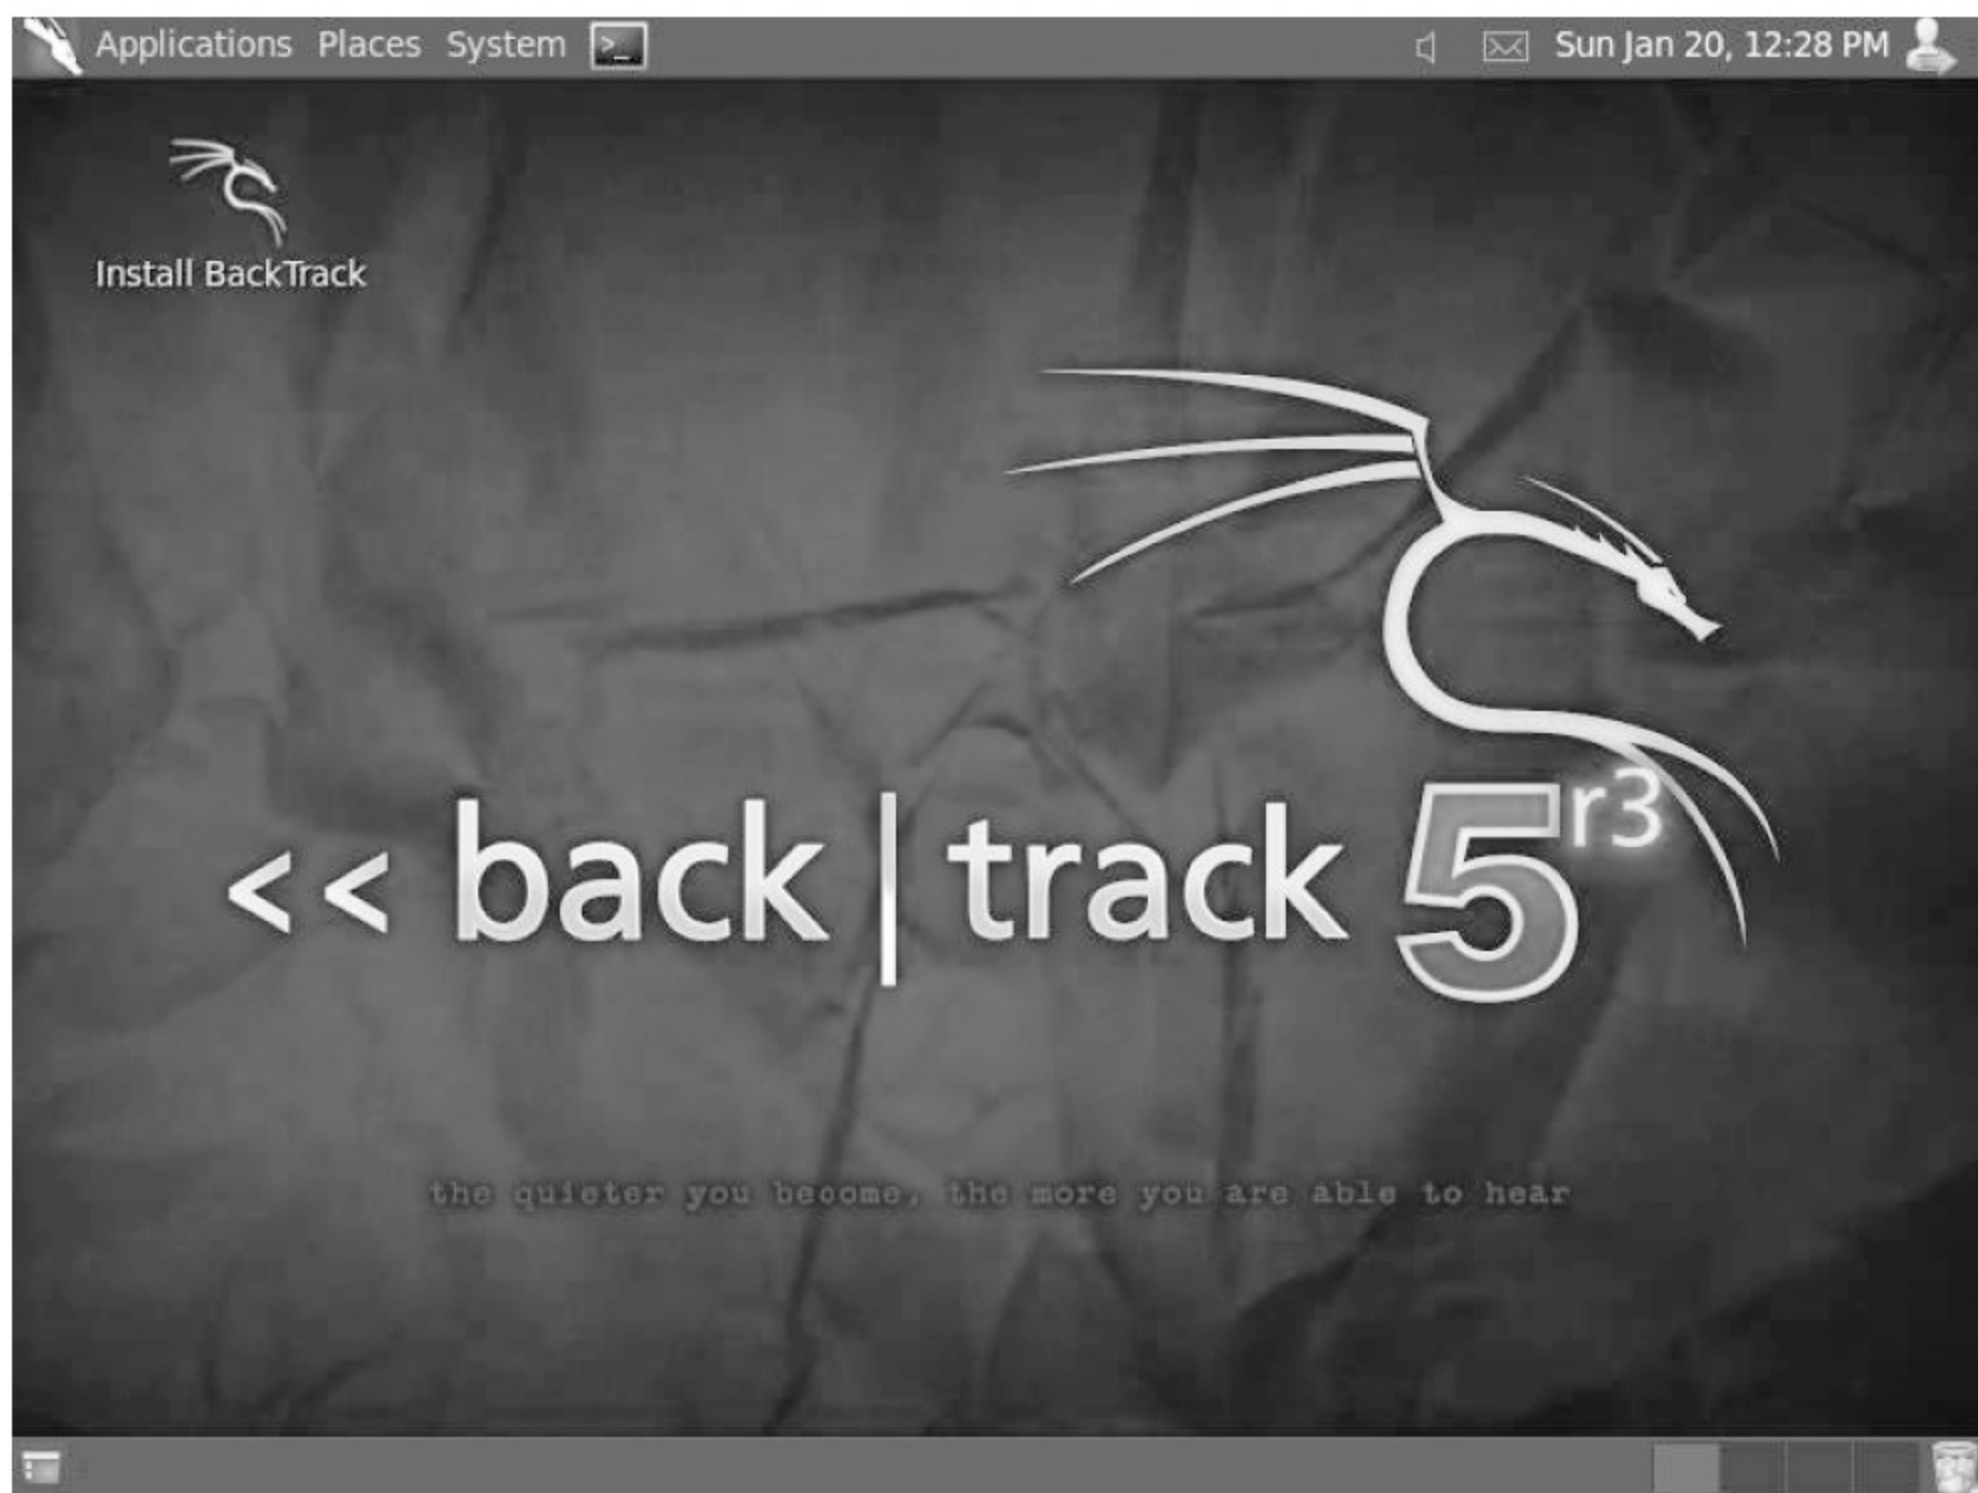 Applications Places System >_ Sun Jan 20, 12:28 PM
Install BackTrack
<< back | track 5 r3
the quieter you become, the more you are able to hear